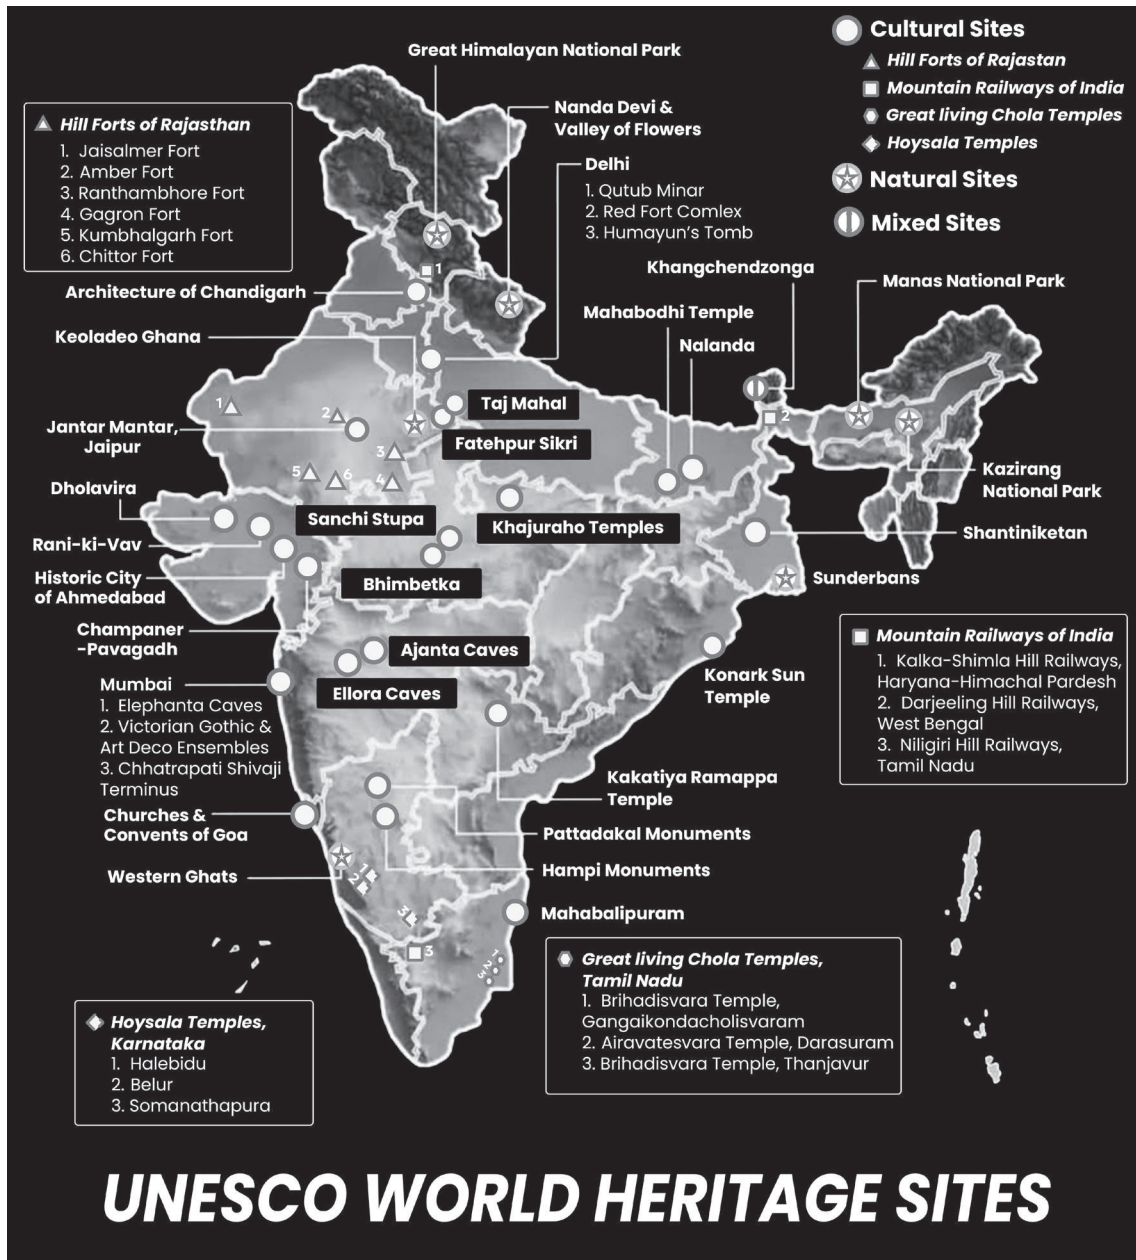 Great Himalayan National Park
Cultural Sites
Hill Forts of Rajastan
Mountain Railways of India
Great living Chola Temples
Hoysala Temples
Natural Sites
Mixed Sites
Hill Forts of Rajasthan
1. Jaisalmer Fort
2. Amber Fort
3. Ranthambhore Fort
4. Gagron Fort
5. Kumbhalgarh Fort
6. Chittor Fort
Nanda Devi &
Valley of Flowers
Delhi
1. Qutub Minar
2. Red Fort Comlex
3. Humayun's Tomb
Khangchendzonga
Manas National Park
1
Architecture of Chandigarh
Mahabodhi Temple
Keoladeo Ghana
Nalanda
1
2
Taj Mahal
2
Jantar Mantar,
Jaipur
Fatehpur Sikri
3
5
6
4
Kazirang
National Park
Dholavira
Sanchi Stupa
Khajuraho Temples
Rani-ki-Vav
Shantiniketan
Historic City
of Ahmedabad
Bhimbetka
Sunderbans
Champaner
-Pavagadh
Ajanta Caves
Ellora Caves
Konark Sun
Temple
Mountain Railways of India
1. Kalka-Shimla Hill Railways,
Haryana-Himachal Pardesh
2. Darjeeling Hill Railways,
West Bengal
3. Niligiri Hill Railways,
Tamil Nadu
Mumbai
1. Elephanta Caves
2. Victorian Gothic &
Art Deco Ensembles
3. Chhatrapati Shivaji
Terminus
Kakatiya Ramappa
Temple
Churches &
Convents of Goa
Pattadakal Monuments
Western Ghats
1
2
Hampi Monuments
3
Mahabalipuram
3
1
2
3
Great living Chola Temples,
Tamil Nadu
1. Brihadisvara Temple,
Gangaikondacholisvaram
2. Airavatesvara Temple, Darasuram
3. Brihadisvara Temple, Thanjavur
Hoysala Temples,
Karnataka
1. Halebidu
2. Belur
3. Somanathapura
UNESCO WORLD HERITAGE SITES